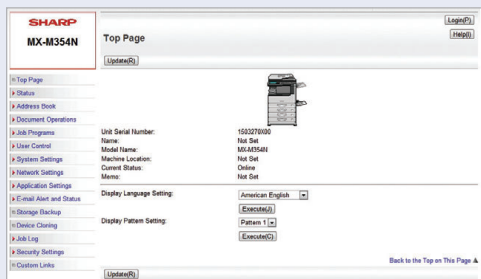 SHARP
MX-M354N
Top Page
Login(P)
Help(I)
Update(R)
Top Page
Status
Address Book
Document Operations
Job Programs
User Control
System Settings
Network Settings
Application Settings
E-mail Alert and Status
Storage Backup
Device Cloning
Job Log
Security Settings
Custom Links
Unit Serial Number: 1503270X00
Name: Not Set
Model Name: MX-M354N
Machine Location: Not Set
Current Status: Online
Memo: Not Set
Display Language Setting: American English
Execute(J)
Display Pattern Setting: Pattern 1
Execute(C)
Back to the Top on This Page
Update(R)